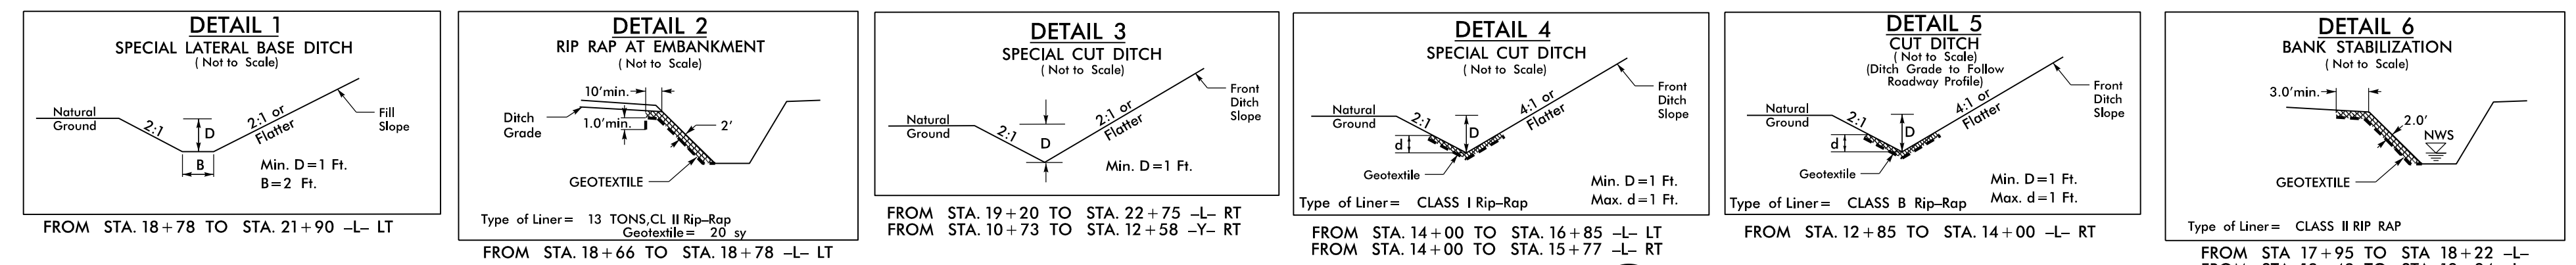 DETAIL 1
SPECIAL LATERAL BASE DITCH
( Not to Scale)
Natural
Ground
2:1
D
2:1 or
Flatter
Fill
Slope
B
Min. D=1 Ft.
B=2 Ft.
FROM STA. 18+78 TO STA. 21+90 –L– LT
DETAIL 2
RIP RAP AT EMBANKMENT
( Not to Scale)
10'min.
Ditch
Grade
1.0'min.
2'
GEOTEXTILE
Type of Liner= 13 TONS,CL II Rip–Rap
Geotextile= 20 sy
FROM STA. 18+66 TO STA. 18+78 –L– LT
DETAIL 3
SPECIAL CUT DITCH
( Not to Scale)
Natural
Ground
2:1
D
2:1 or
Flatter
Front
Ditch
Slope
Min. D=1 Ft.
FROM STA. 19+20 TO STA. 22+75 –L– RT
FROM STA. 10+73 TO STA. 12+58 –Y– RT
DETAIL 4
SPECIAL CUT DITCH
( Not to Scale)
Natural
Ground
2:1
D
d
4:1 or
Flatter
Front
Ditch
Slope
Geotextile
Min. D=1 Ft.
Max. d=1 Ft.
Type of Liner= CLASS I Rip–Rap
FROM STA. 14+00 TO STA. 16+85 –L– LT
FROM STA. 14+00 TO STA. 15+77 –L– RT
DETAIL 5
CUT DITCH
( Not to Scale)
(Ditch Grade to Follow
Roadway Profile)
Natural
Ground
2:1
D
d
4:1 or
Flatter
Front
Ditch
Slope
Geotextile
Min. D=1 Ft.
Max. d=1 Ft.
Type of Liner= CLASS B Rip–Rap
FROM STA. 12+85 TO STA. 14+00 –L– RT
DETAIL 6
BANK STABILIZATION
( Not to Scale)
3.0'min.
2.0'
NWS
GEOTEXTILE
Type of Liner= CLASS II RIP RAP
FROM STA 17+95 TO STA 18+22 –L–